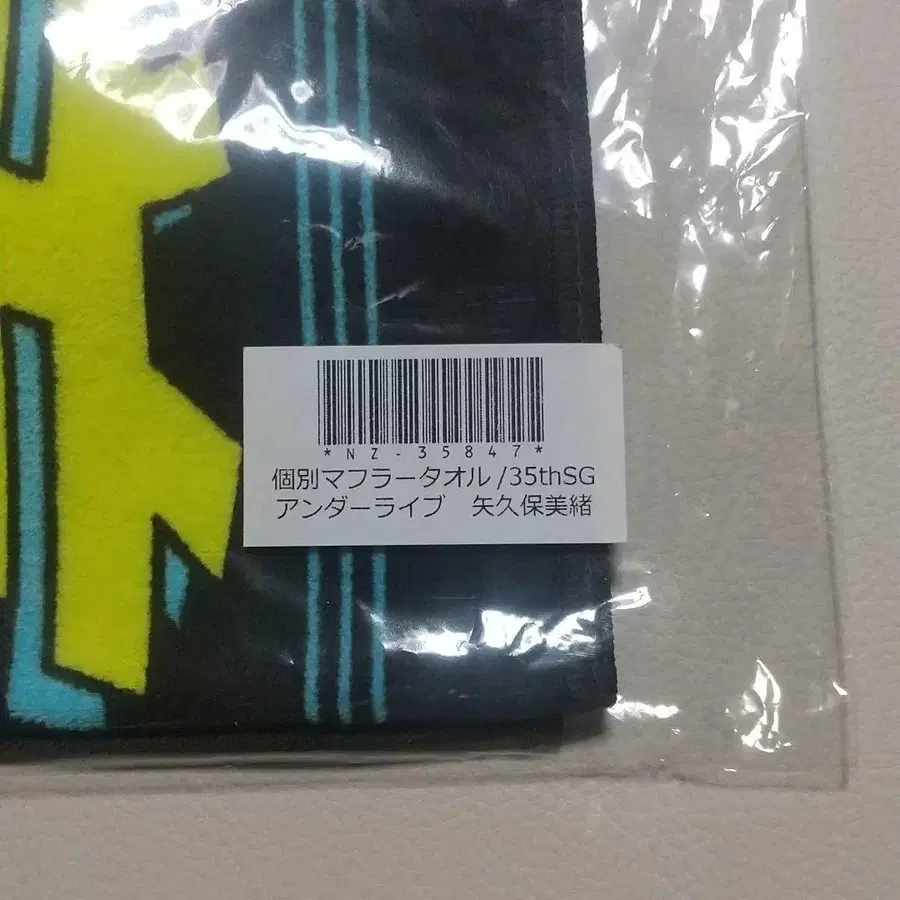 *NZ-35847*
個別マフラータオル/35thSG
アンダーライブ　矢久保美緒